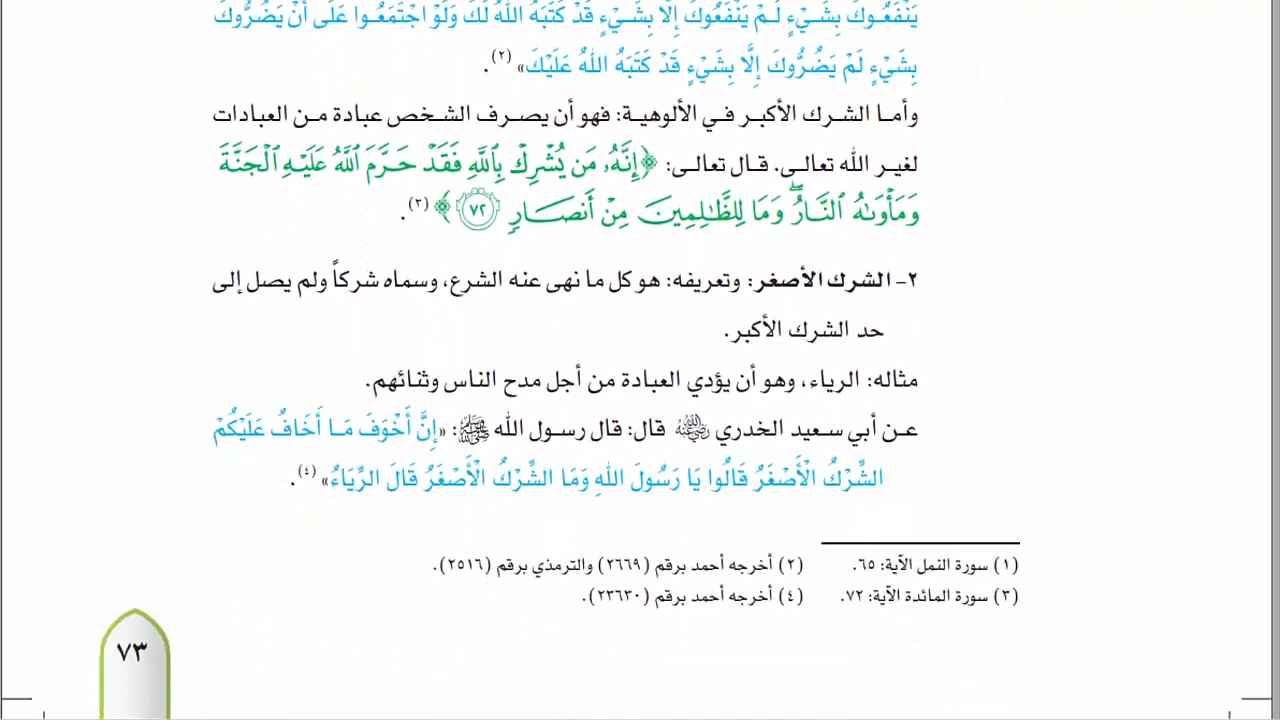 يَنْفَعُوكَ بِشَيْءٍ لَمْ يَنْفَعُوكَ إِلَّا بِشَيْءٍ قَدْ كَتَبَهُ اللهُ لَكَ وَلَوْ اجْتَمَعُوا عَلَى أَنْ يَضُرُّوكَ
بِشَيْءٍ لَمْ يَضُرُّوكَ إِلَّا بِشَيْءٍ قَدْ كَتَبَهُ اللهُ عَلَيْكَ» (٢).
وأما الشرك الأكبر في الألوهية: فهو أن يصرف الشخص عبادة من العبادات
لغير الله تعالى. قال تعالى: ﴿إِنَّهُۥ مَن يُشْرِكْ بِٱللَّهِ فَقَدْ حَرَّمَ ٱللَّهُ عَلَيْهِ ٱلْجَنَّةَ
وَمَأْوَىٰهُ ٱلنَّارُ ۖ وَمَا لِلظَّٰلِمِينَ مِنْ أَنصَارٍ ٧٢﴾ (٣).
٢- الشرك الأصغر: وتعريفه: هو كل ما نهى عنه الشرع، وسماه شركاً ولم يصل إلى
حد الشرك الأكبر.
مثاله: الرياء، وهو أن يؤدي العبادة من أجل مدح الناس وثنائهم.
عن أبي سعيد الخدري رضي الله عنه قال: قال رسول الله ﷺ: «إِنَّ أَخْوَفَ مَا أَخَافُ عَلَيْكُمْ
الشِّرْكُ الْأَصْغَرُ قَالُوا يَا رَسُولَ اللهِ وَمَا الشِّرْكُ الْأَصْغَرُ قَالَ الرِّيَاءُ» (٤).
(١) سورة النمل الآية: ٦٥. (٢) أخرجه أحمد برقم (٢٦٦٩) والترمذي برقم (٢٥١٦).
(٣) سورة المائدة الآية: ٧٢. (٤) أخرجه أحمد برقم (٢٣٦٣٠).
٧٣